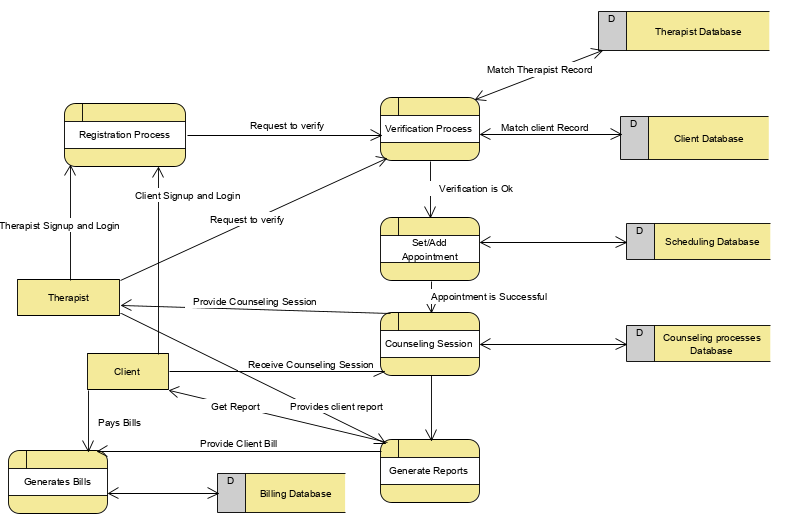 D
Therapist Database
Match Therapist Record
Registration Process
Request to verify
Verification Process
Match client Record
D
Client Database
Verification is Ok
Client Signup and Login
Therapist Signup and Login
Request to verify
Set/Add
Appointment
D
Scheduling Database
Therapist
Provide Counseling Session
Appointment is Successful
Counseling Session
D
Counseling processes
Database
Client
Receive Counseling Session
Get Report
Provides client report
Pays Bills
Provide Client Bill
Generate Reports
Generates Bills
D
Billing Database